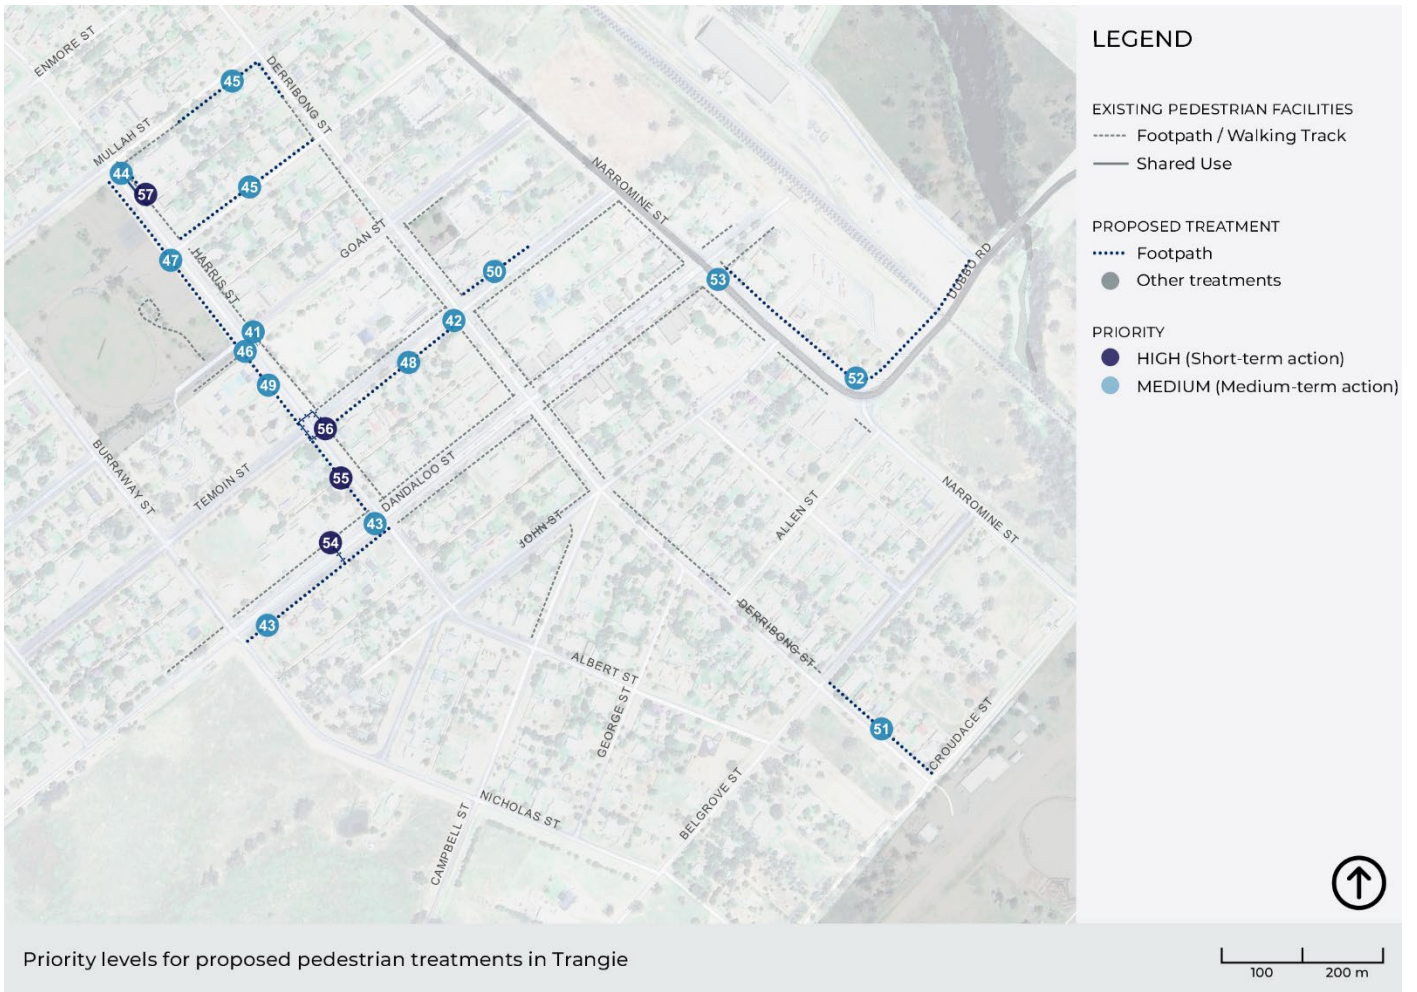 ENMORE ST
DERRIBONG ST
45
MULLAH ST
44
57
45
NARROMINE ST
GOAN ST
47
HARRIS ST
50
53
DUBBO RD
41
42
46
48
52
49
56
BURRAWAY ST
TEMOIN ST
55
DANDALOO ST
43
54
JOHN ST
ALLEN ST
NARROMINE ST
43
DERRIBONG ST
ALBERT ST
GEORGE ST
51
CROUDACE ST
NICHOLAS ST
BELGROVE ST
CAMPBELL ST
LEGEND
EXISTING PEDESTRIAN FACILITIES
Footpath / Walking Track
Shared Use
PROPOSED TREATMENT
Footpath
Other treatments
PRIORITY
HIGH (Short-term action)
MEDIUM (Medium-term action)
Priority levels for proposed pedestrian treatments in Trangie
100 200 m